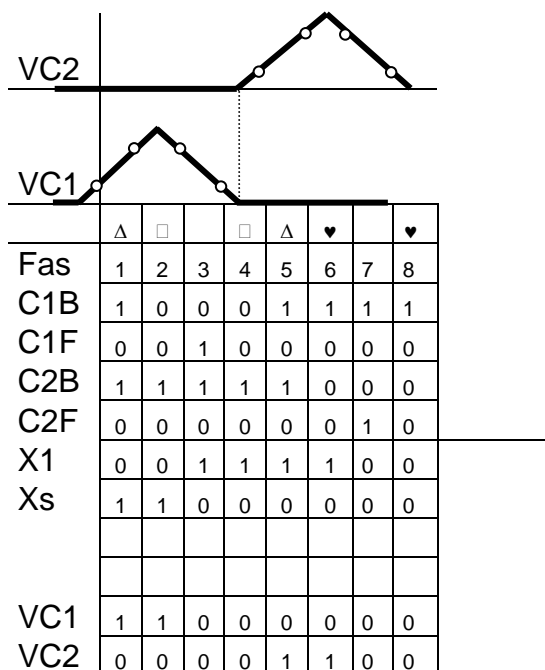 VC2
VC1
Δ □ □ Δ ♥ ♥
Fas 1 2 3 4 5 6 7 8
C1B 1 0 0 0 1 1 1 1
C1F 0 0 1 0 0 0 0 0
C2B 1 1 1 1 1 0 0 0
C2F 0 0 0 0 0 0 1 0
X1 0 0 1 1 1 1 0 0
Xs 1 1 0 0 0 0 0 0
VC1 1 1 0 0 0 0 0 0
VC2 0 0 0 0 1 1 0 0